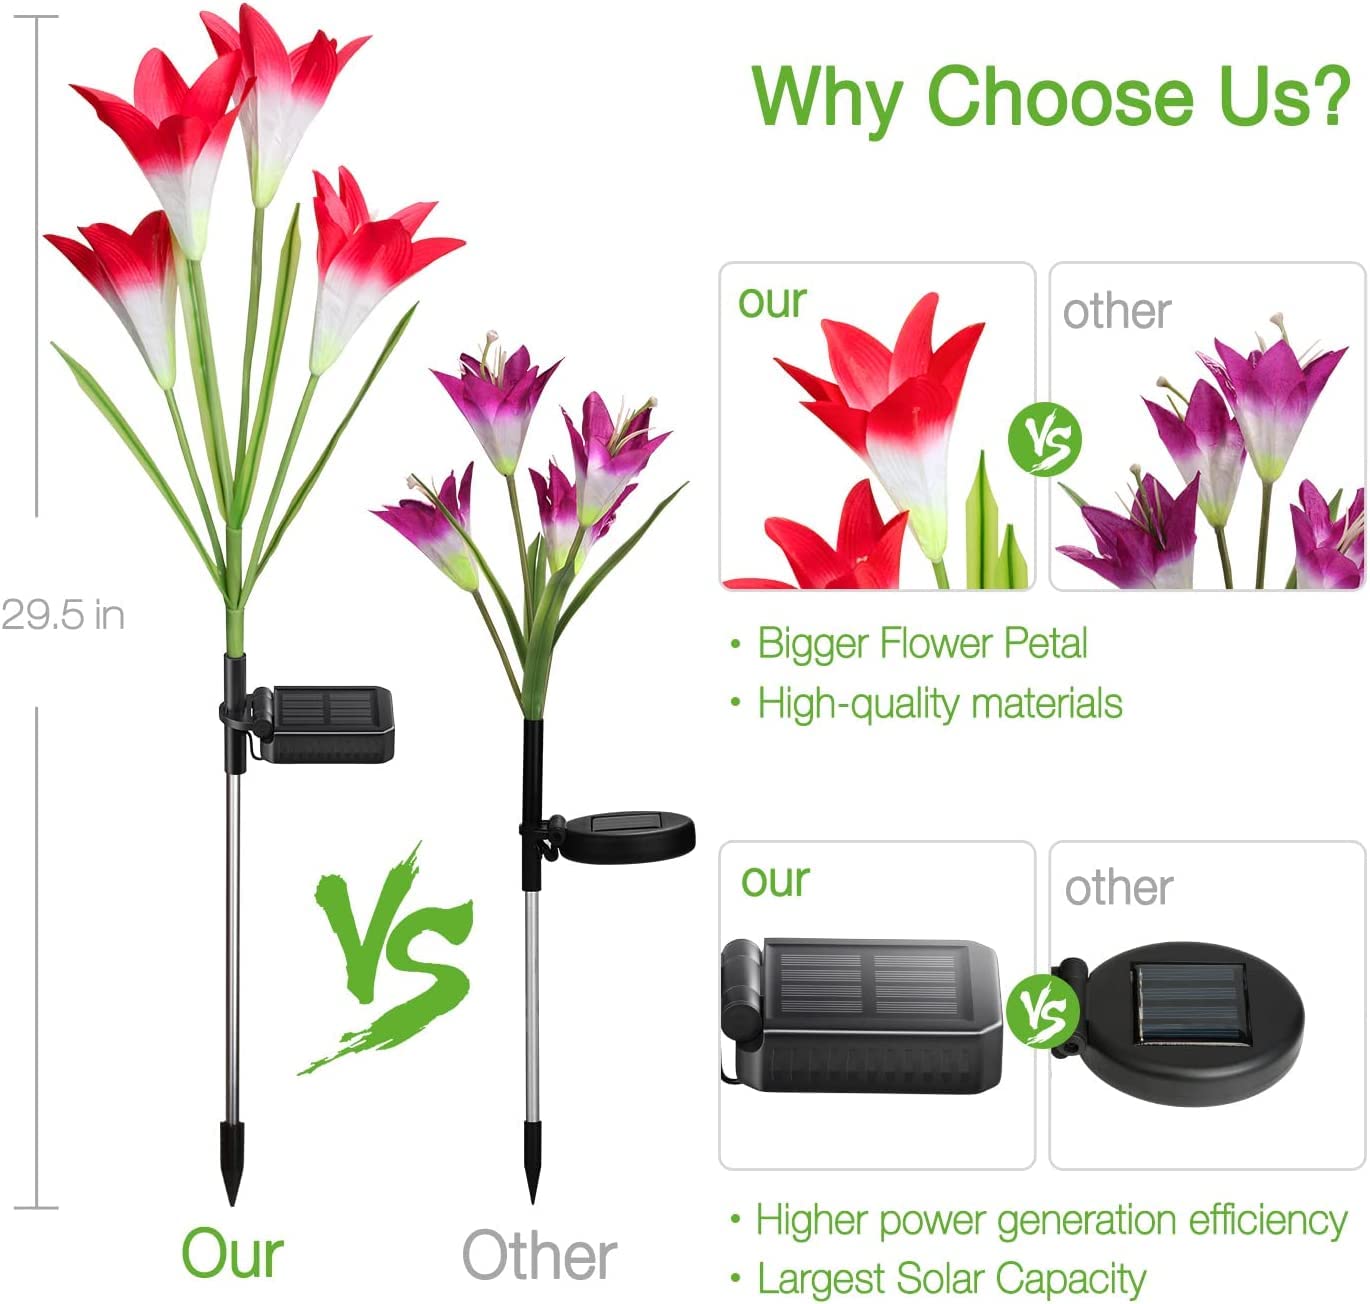 Why Choose Us?
29.5 in
VS
Our
Other
our
other
VS
• Bigger Flower Petal
• High-quality materials
our
other
VS
• Higher power generation efficiency
• Largest Solar Capacity